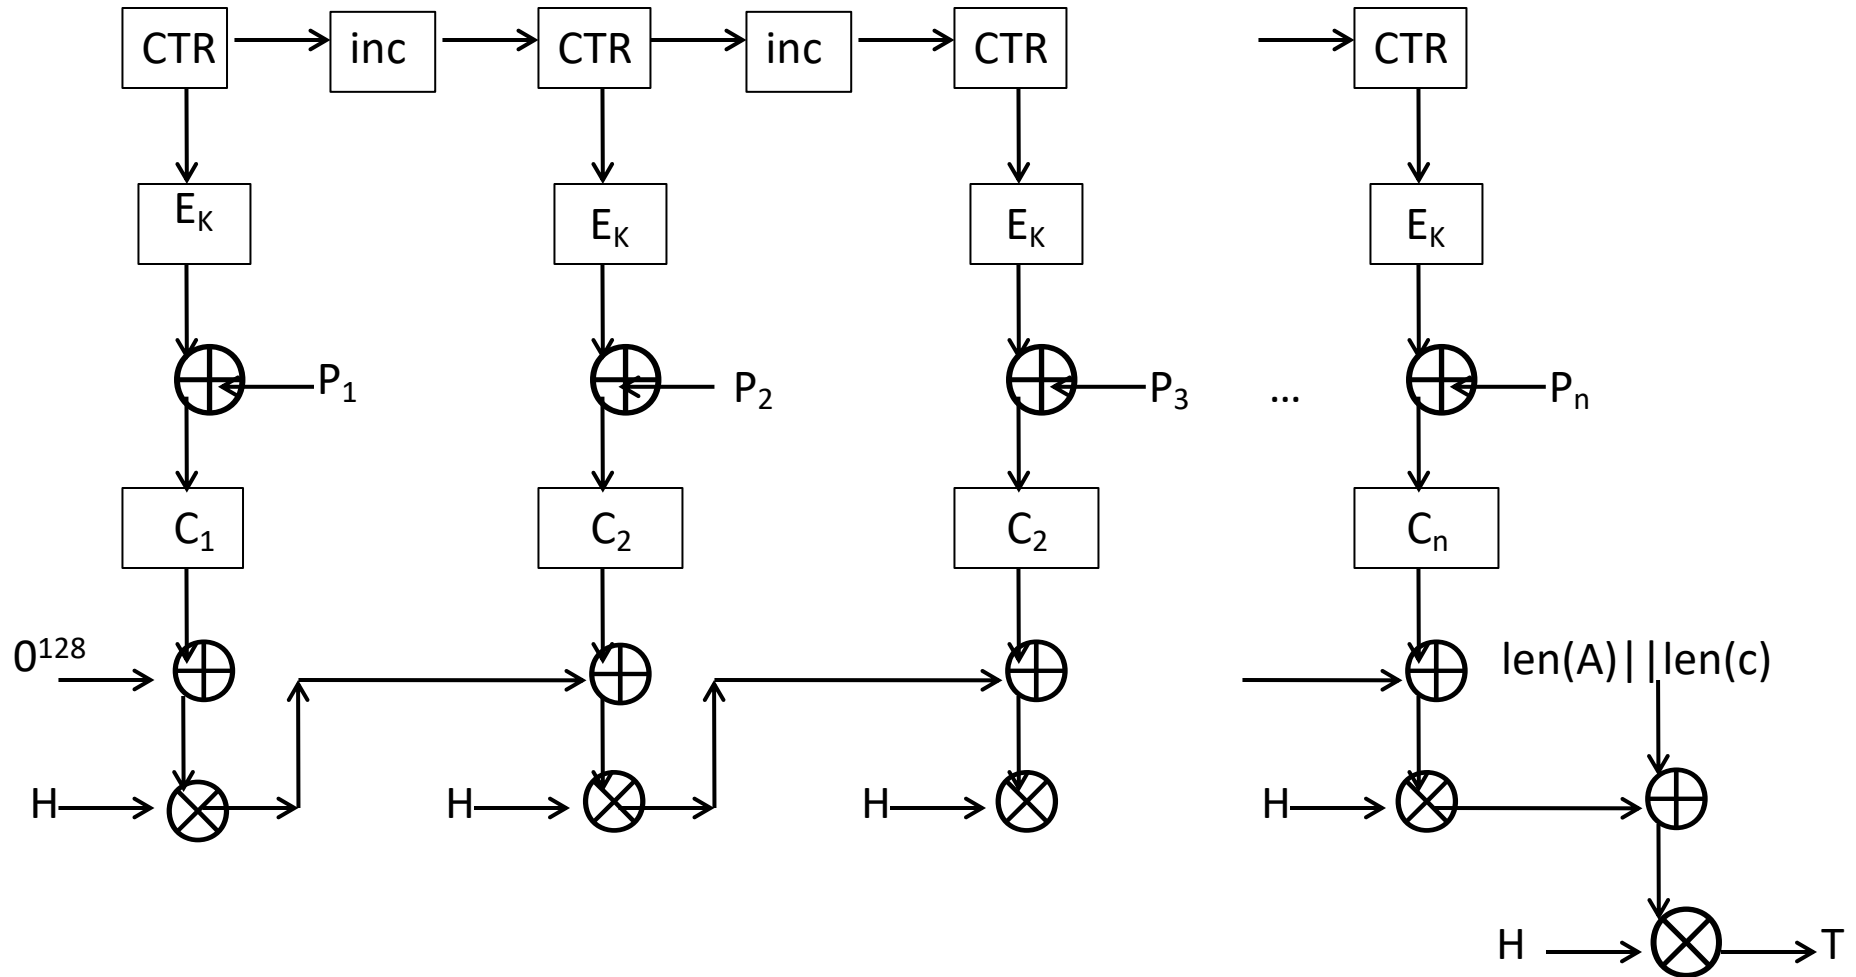 CTR inc CTR inc CTR CTR
E_K E_K E_K E_K
P_1 P_2 P_3 ... P_n
C_1 C_2 C_2 C_n
0^128 len(A)||len(c)
H H H H
H T